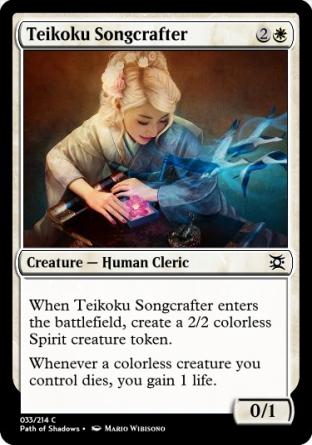 Teikoku Songcrafter 2
Creature — Human Cleric
When Teikoku Songcrafter enters
the battlefield, create a 2/2 colorless
Spirit creature token.
Whenever a colorless creature you
control dies, you gain 1 life.
0/1
033/214 C
Path of Shadows • Mario Wibisono